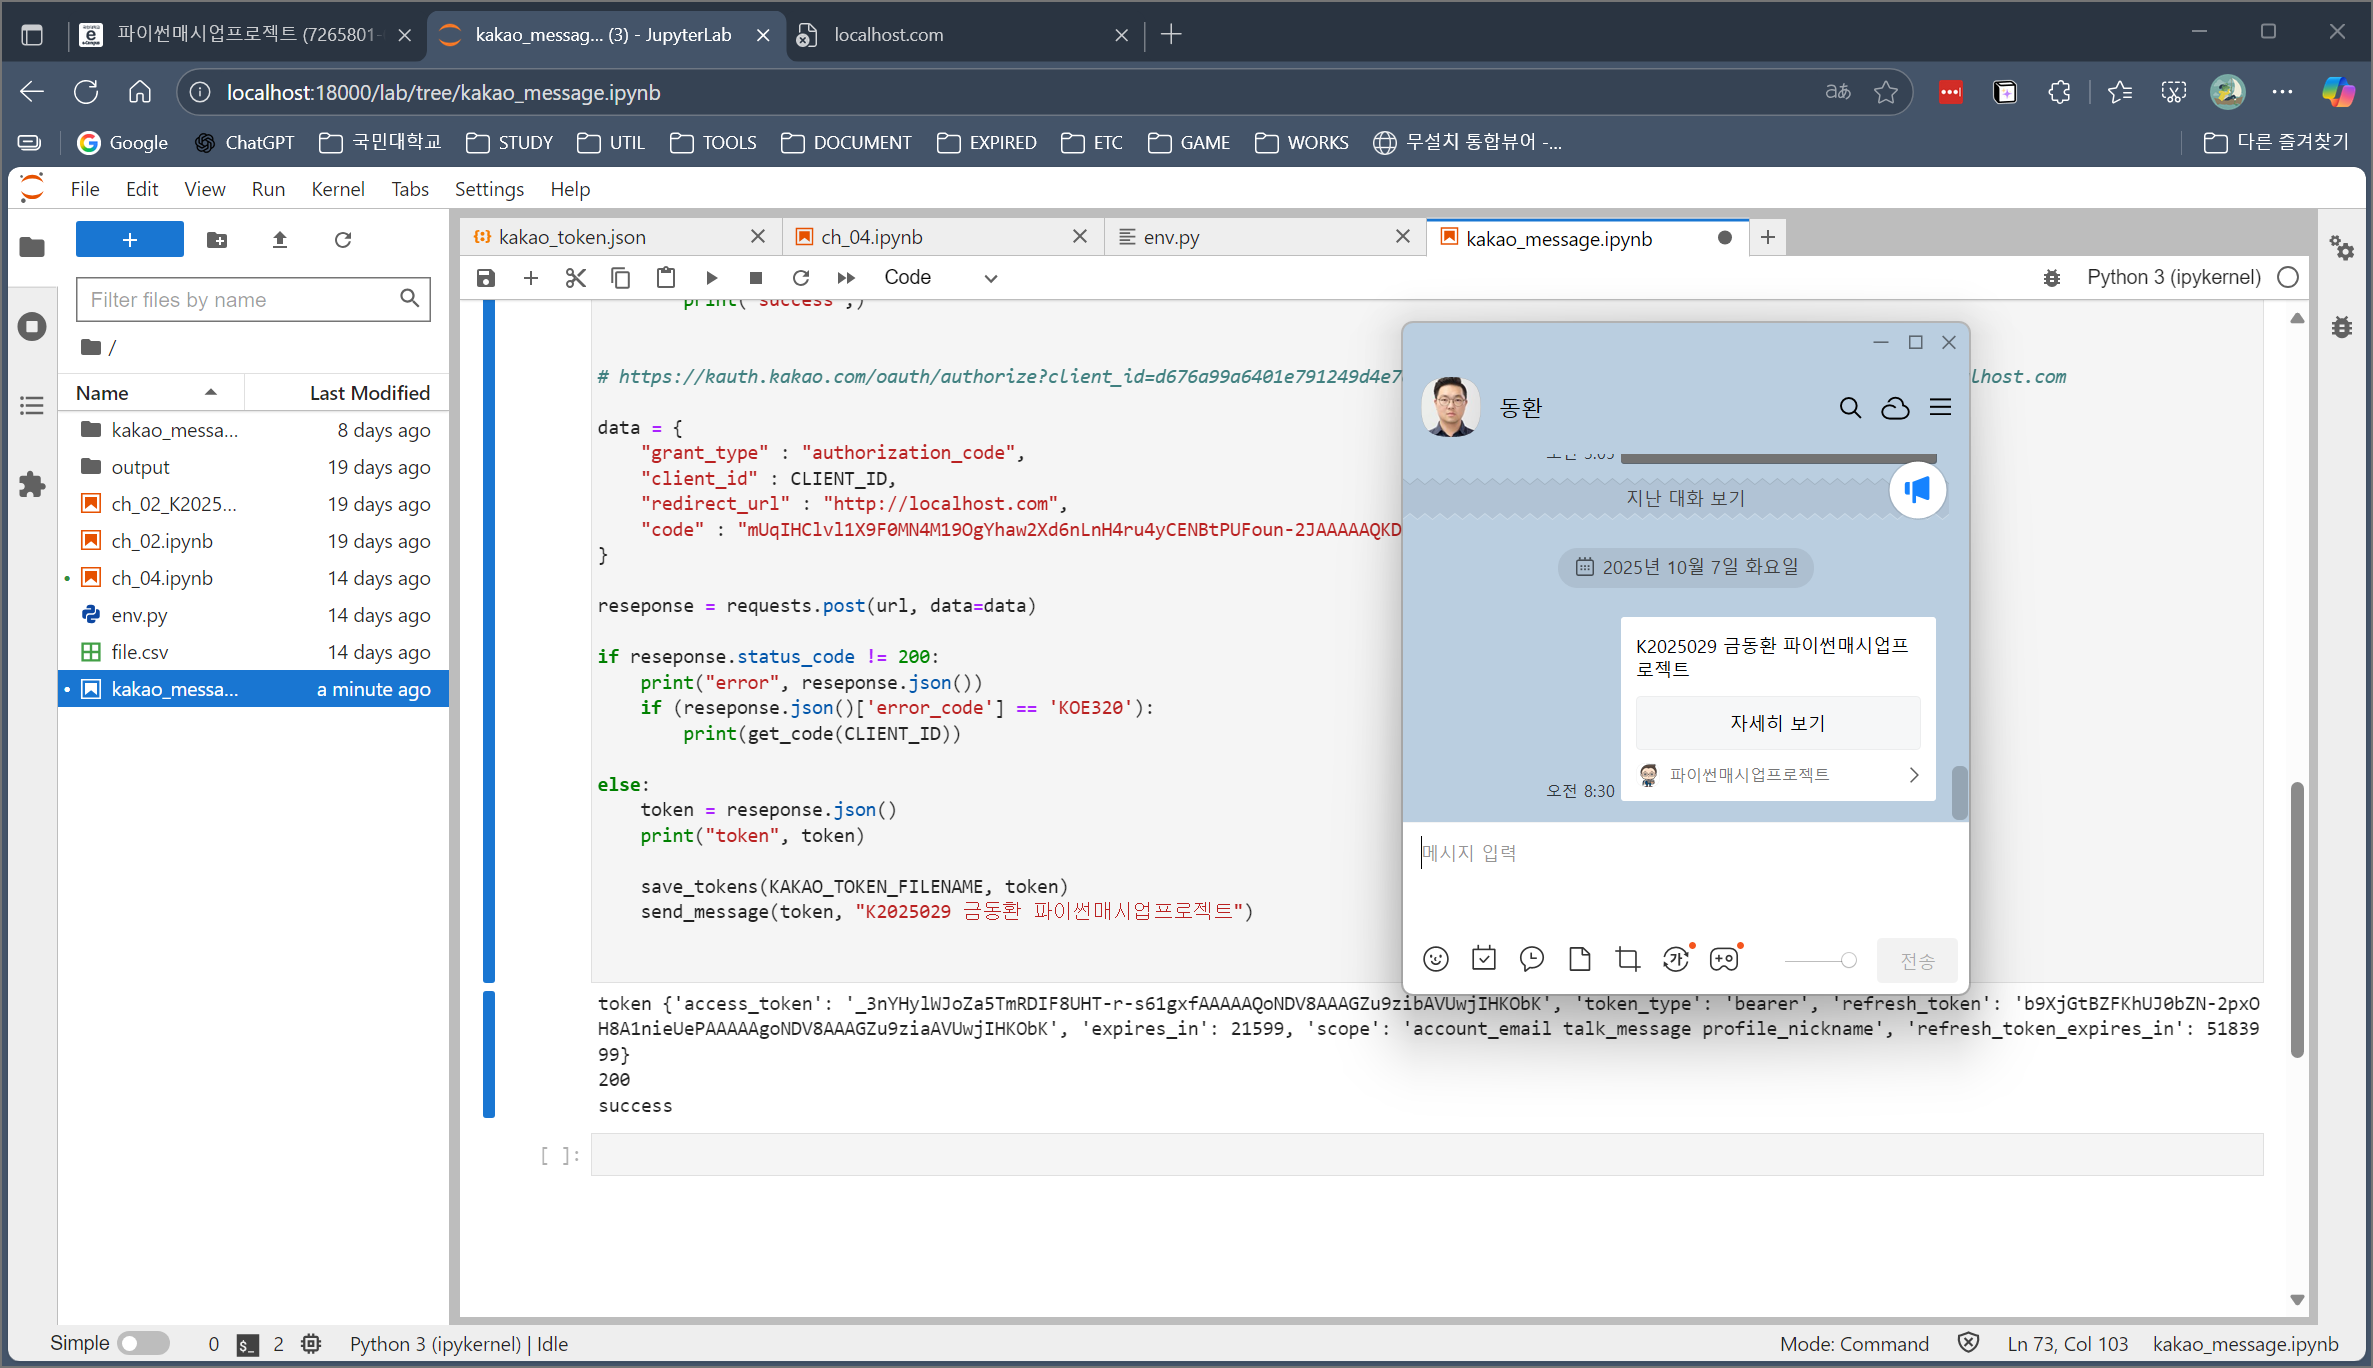 파이썬매시업프로젝트 (7265801-
kakao_messag... (3) - JupyterLab
localhost.com
localhost:18000/lab/tree/kakao_message.ipynb
Google
ChatGPT
국민대학교
STUDY
UTIL
TOOLS
DOCUMENT
EXPIRED
ETC
GAME
WORKS
무설치 통합뷰어 -...
다른 즐겨찾기
File Edit View Run Kernel Tabs Settings Help
Filter files by name
/
Name Last Modified
kakao_messa... 8 days ago
output 19 days ago
ch_02_K2025... 19 days ago
ch_02.ipynb 19 days ago
ch_04.ipynb 14 days ago
env.py 14 days ago
file.csv 14 days ago
kakao_messa... a minute ago
kakao_token.json
ch_04.ipynb
env.py
kakao_message.ipynb
Code
Python 3 (ipykernel)
print("success",)
# https://kauth.kakao.com/oauth/authorize?client_id=d676a99a6401e791249d4e7
lhost.com
data = {
"grant_type" : "authorization_code",
"client_id" : CLIENT_ID,
"redirect_url" : "http://localhost.com",
"code" : "mUqIHClvl1X9F0MN4M19OgYhaw2Xd6nLnH4ru4yCENBtPUFoun-2JAAAAAQKD
}
reseponse = requests.post(url, data=data)
if reseponse.status_code != 200:
print("error", reseponse.json())
if (reseponse.json()['error_code'] == 'KOE320'):
print(get_code(CLIENT_ID))
else:
token = reseponse.json()
print("token", token)
save_tokens(KAKAO_TOKEN_FILENAME, token)
send_message(token, "K2025029 금동환 파이썬매시업프로젝트")
token {'access_token': '_3nYHylWJoZa5TmRDIF8UHT-r-s61gxfAAAAAQoNDV8AAAGZu9zibAVUwjIHKObK', 'token_type': 'bearer', 'refresh_token': 'b9XjGtBZFKhUJ0bZN-2pxO
H8A1nieUePAAAAAgoNDV8AAAGZu9ziaAVUwjIHKObK', 'expires_in': 21599, 'scope': 'account_email talk_message profile_nickname', 'refresh_token_expires_in': 51839
99}
200
success
[ ]:
동환
지난 대화 보기
2025년 10월 7일 화요일
K2025029 금동환 파이썬매시업프
로젝트
자세히 보기
파이썬매시업프로젝트
오전 8:30
메시지 입력
전송
Simple
0
2
Python 3 (ipykernel) | Idle
Mode: Command
Ln 73, Col 103
kakao_message.ipynb